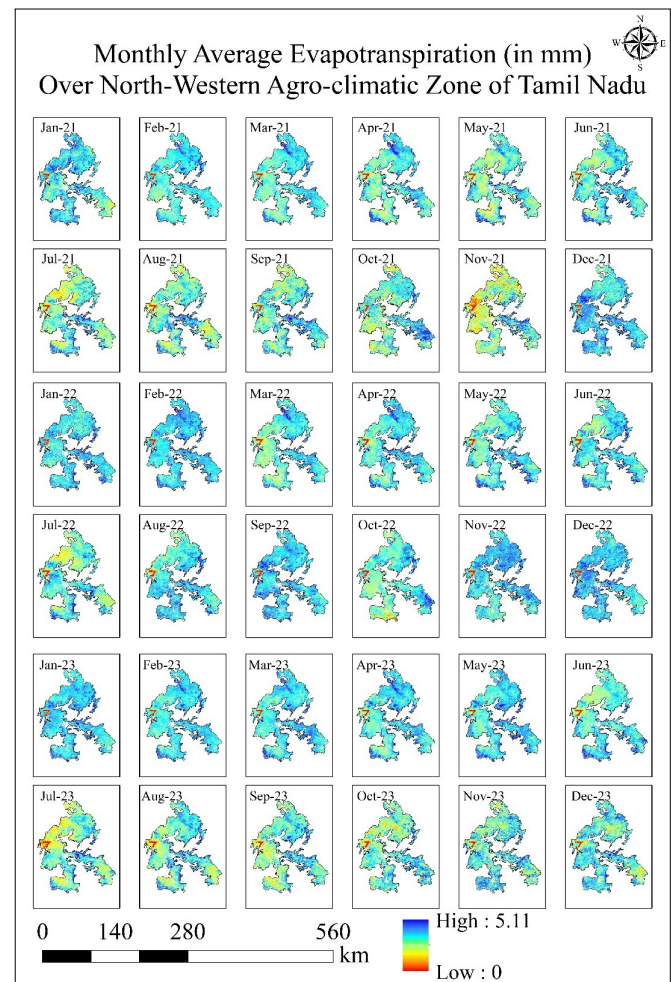 N
W E
S
Monthly Average Evapotranspiration (in mm)
Over North-Western Agro-climatic Zone of Tamil Nadu
Jan-21 Feb-21 Mar-21 Apr-21 May-21 Jun-21
Jul-21 Aug-21 Sep-21 Oct-21 Nov-21 Dec-21
Jan-22 Feb-22 Mar-22 Apr-22 May-22 Jun-22
Jul-22 Aug-22 Sep-22 Oct-22 Nov-22 Dec-22
Jan-23 Feb-23 Mar-23 Apr-23 May-23 Jun-23
Jul-23 Aug-23 Sep-23 Oct-23 Nov-23 Dec-23
0 140 280 560
km
High : 5.11
Low : 0